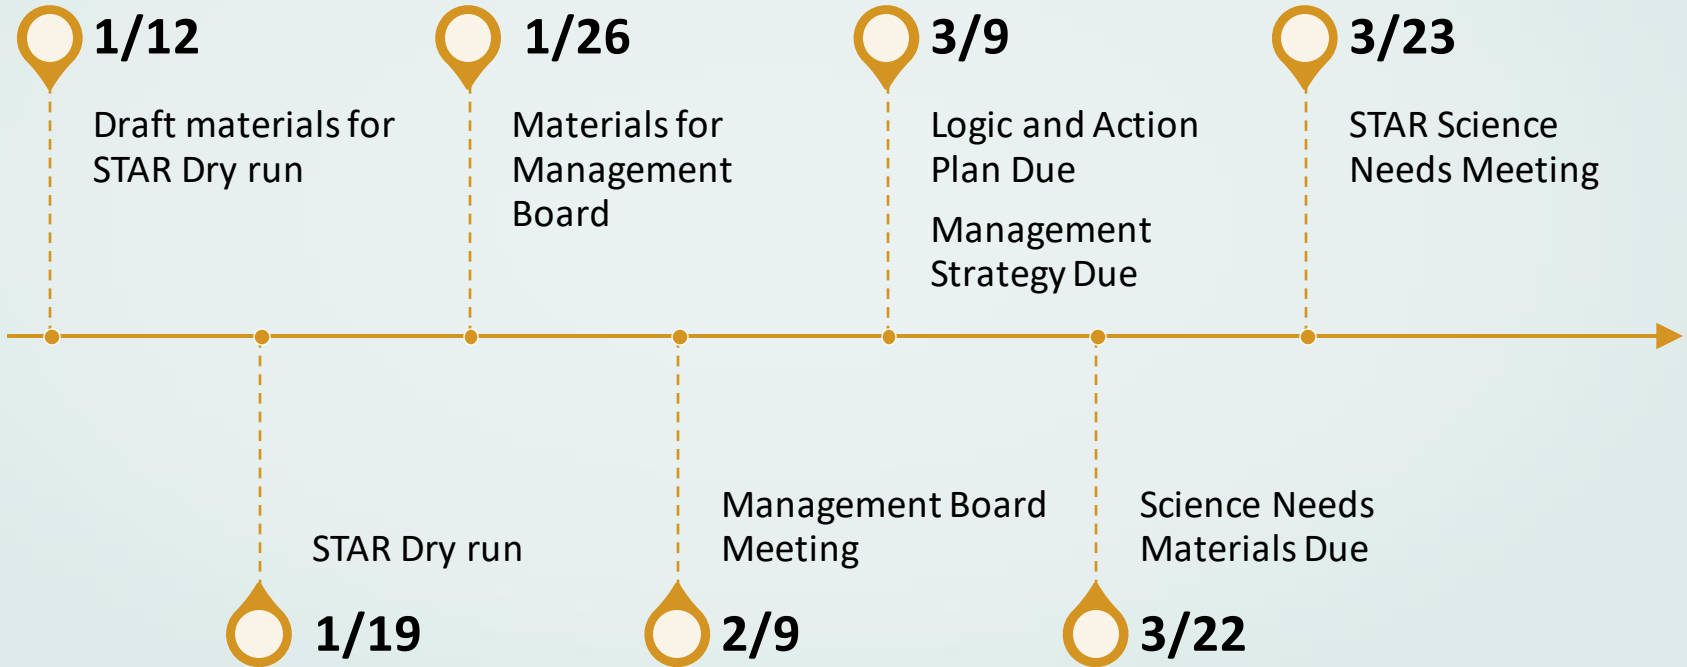 1/12
Draft materials for
STAR Dry run
1/26
Materials for
Management
Board
3/9
Logic and Action
Plan Due
Management
Strategy Due
3/23
STAR Science
Needs Meeting
STAR Dry run
1/19
Management Board
Meeting
2/9
Science Needs
Materials Due
3/22